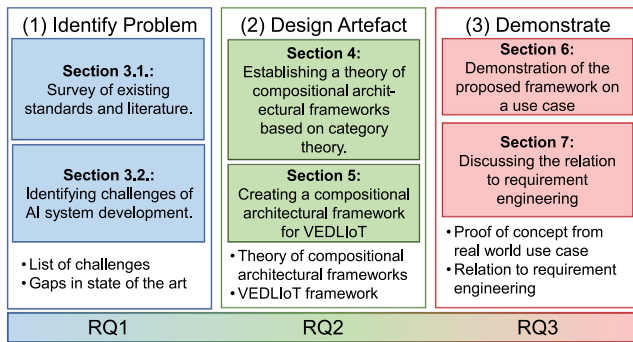 (1) Identify Problem
Section 3.1.:
Survey of existing
standards and literature.
Section 3.2.:
Identifying challenges of
AI system development.
• List of challenges
• Gaps in state of the art
(2) Design Artefact
Section 4:
Establishing a theory of
compositional archit-
ectural frameworks
based on category
theory.
Section 5:
Creating a compositional
architectural framework
for VEDLIoT
• Theory of compositional
architectural frameworks
• VEDLIoT framework
(3) Demonstrate
Section 6:
Demonstration of the
proposed framework on
a use case
Section 7:
Discussing the relation
to requirement
engineering
• Proof of concept from
real world use case
• Relation to requirement
engineering
RQ1
RQ2
RQ3